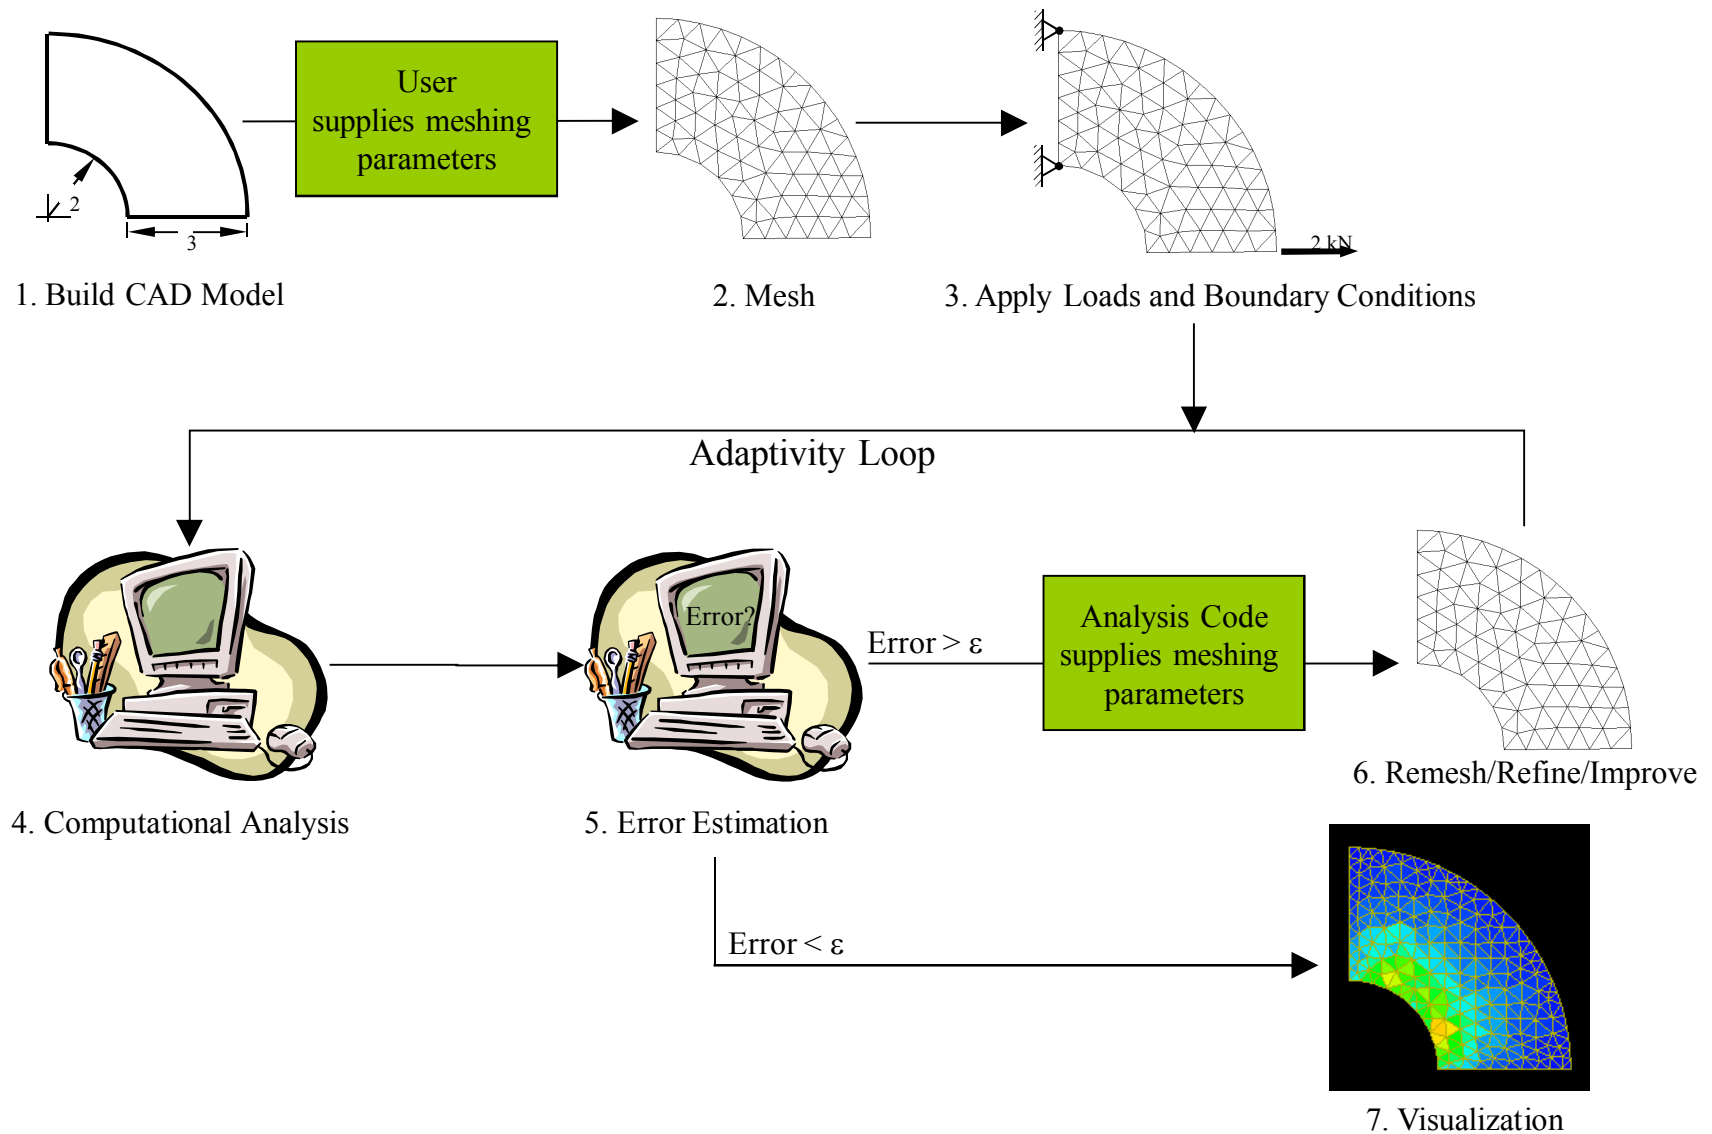 User
supplies meshing
parameters
2
3
2 kN
1. Build CAD Model
2. Mesh
3. Apply Loads and Boundary Conditions
Adaptivity Loop
Error?
Error > ε
Analysis Code
supplies meshing
parameters
6. Remesh/Refine/Improve
4. Computational Analysis
5. Error Estimation
Error < ε
7. Visualization